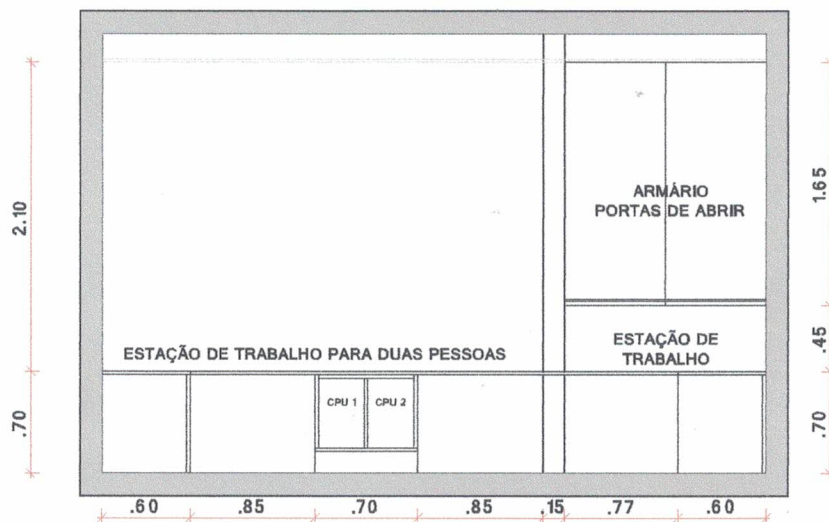 ARMÁRIO
PORTAS DE ABRIR
2.10
1.65
ESTAÇÃO DE TRABALHO PARA DUAS PESSOAS
ESTAÇÃO DE
TRABALHO
.45
CPU 1
CPU 2
.70
.70
.60
.85
.70
.85
.15
.77
.60